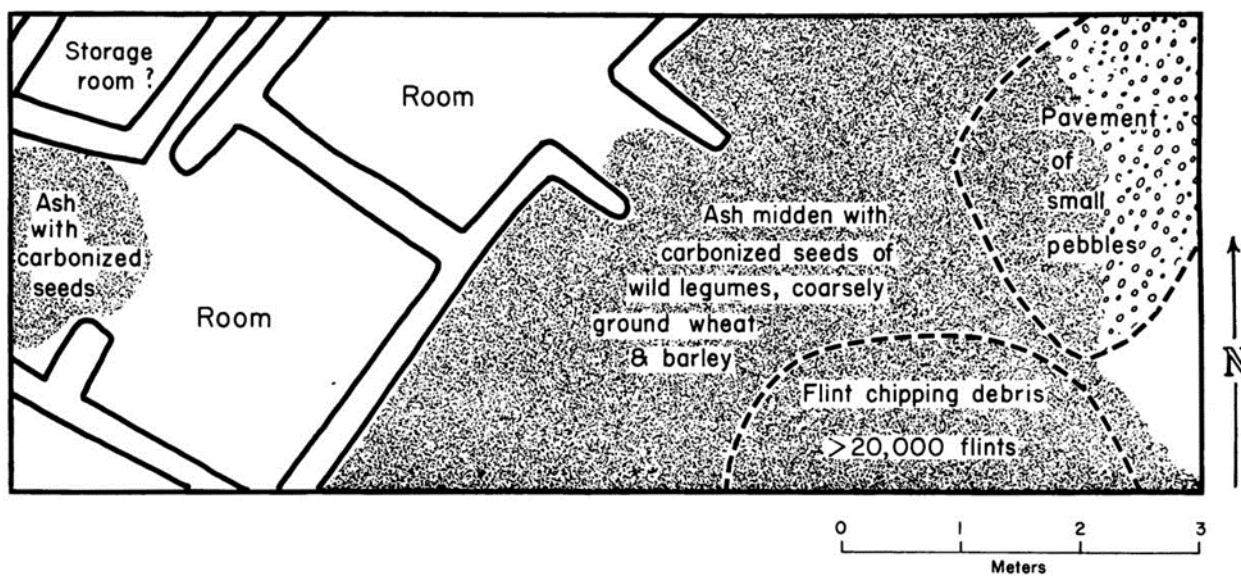 Storage
room ?
Room
Pavement
of
small
pebbles
Ash
with
carbonized
seeds
Room
Ash midden with
carbonized seeds of
wild legumes, coarsely
ground wheat
& barley
Flint chipping debris
>20,000 flints
N
0 1 2 3
Meters